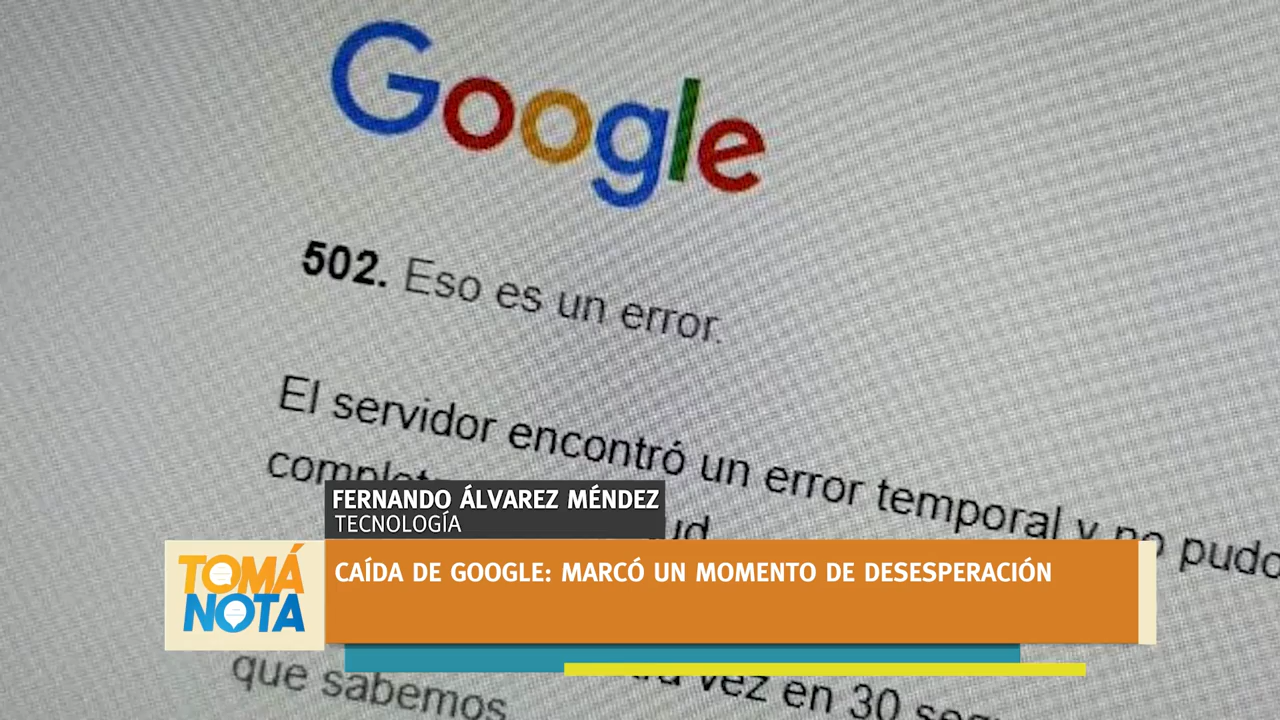 Google
502. Eso es un error.
El servidor encontró un error temporal y no pudo
FERNANDO ÁLVAREZ MÉNDEZ
TECNOLOGÍA
TOMÁ
NOTA
CAÍDA DE GOOGLE: MARCÓ UN MOMENTO DE DESESPERACIÓN
vez en 30
que sabemos